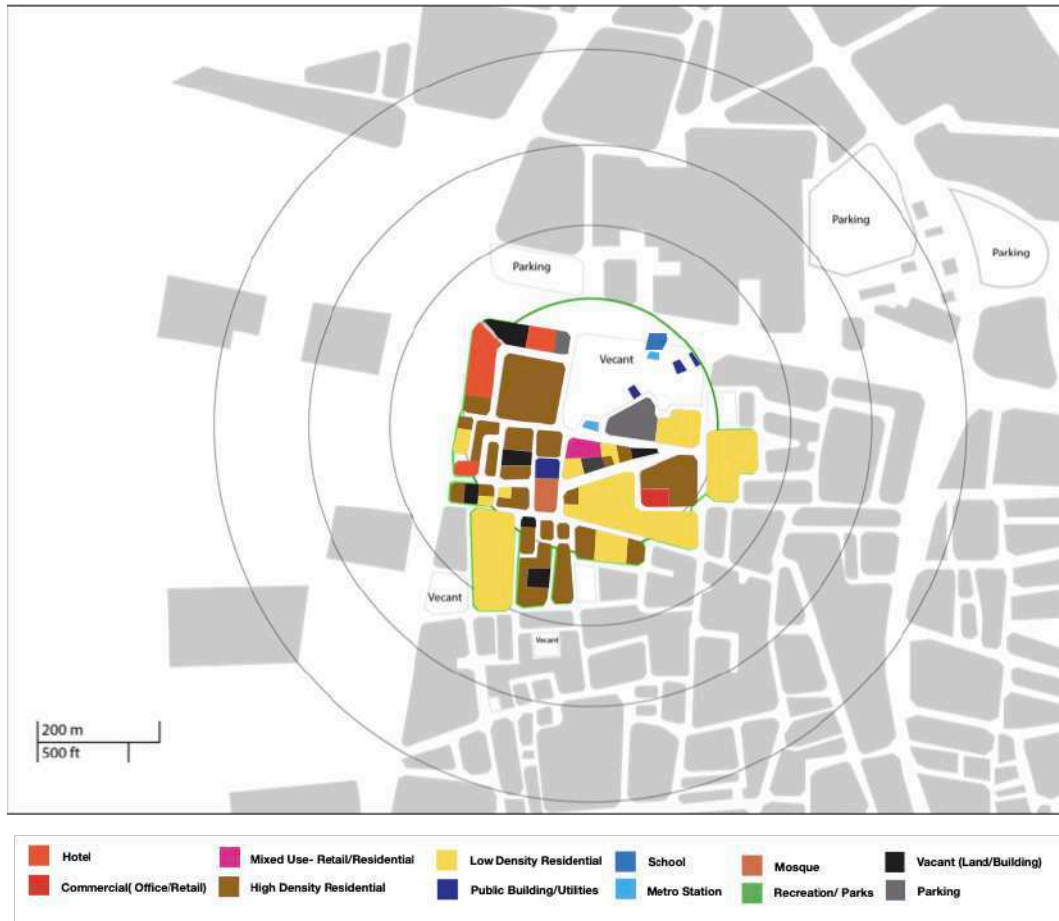 Parking
Parking
Parking
Vecant
Vecant
Vecant
200 m
500 ft
Hotel
Mixed Use- Retail/Residential
Low Density Residential
School
Mosque
Vacant (Land/Building)
Commercial( Office/Retail)
High Density Residential
Public Building/Utilities
Metro Station
Recreation/ Parks
Parking